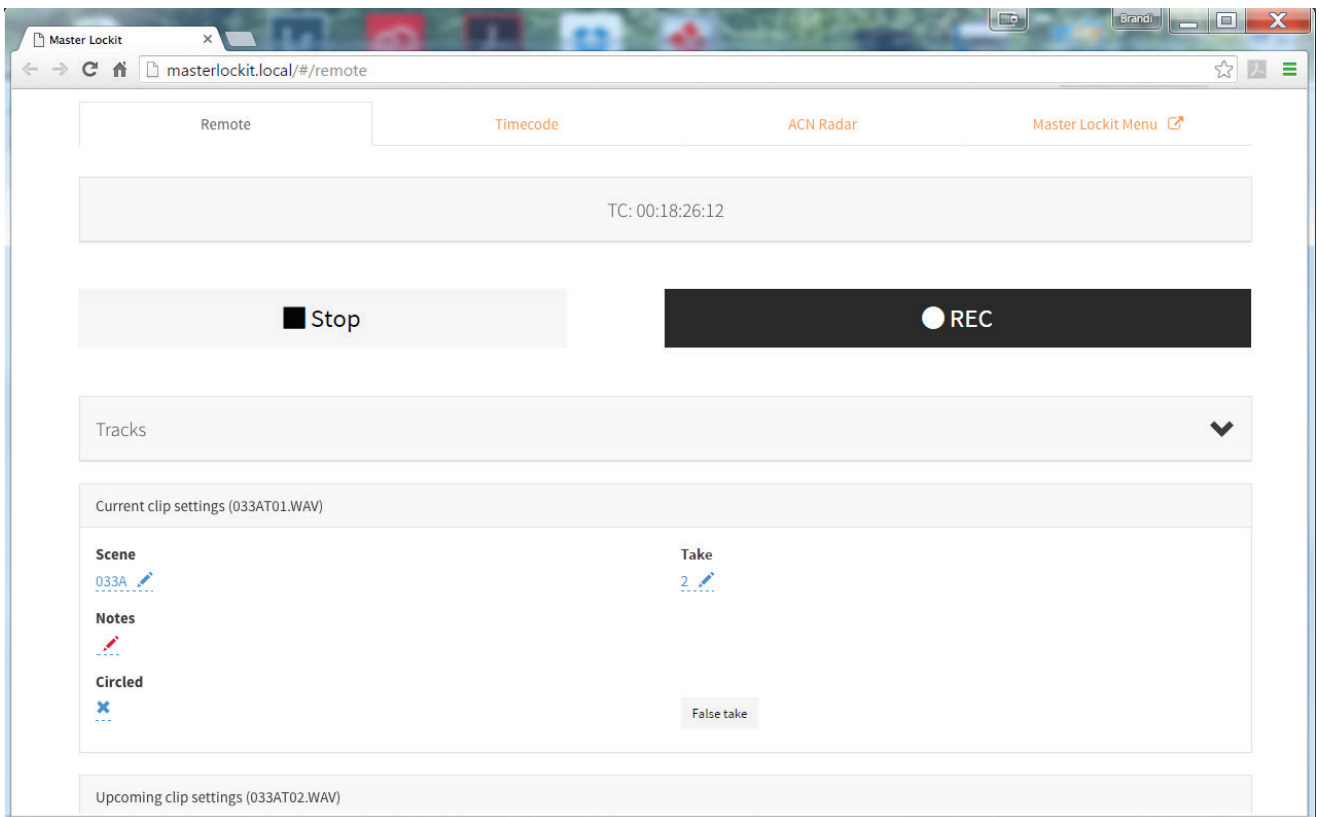 Brandi
Master Lockit
masterlockit.local/#/remote
Remote Timecode ACN Radar Master Lockit Menu
TC: 00:18:26:12
Stop REC
Tracks
Current clip settings (033AT01.WAV)
Scene Take
033A 2
Notes
Circled
False take
Upcoming clip settings (033AT02.WAV)